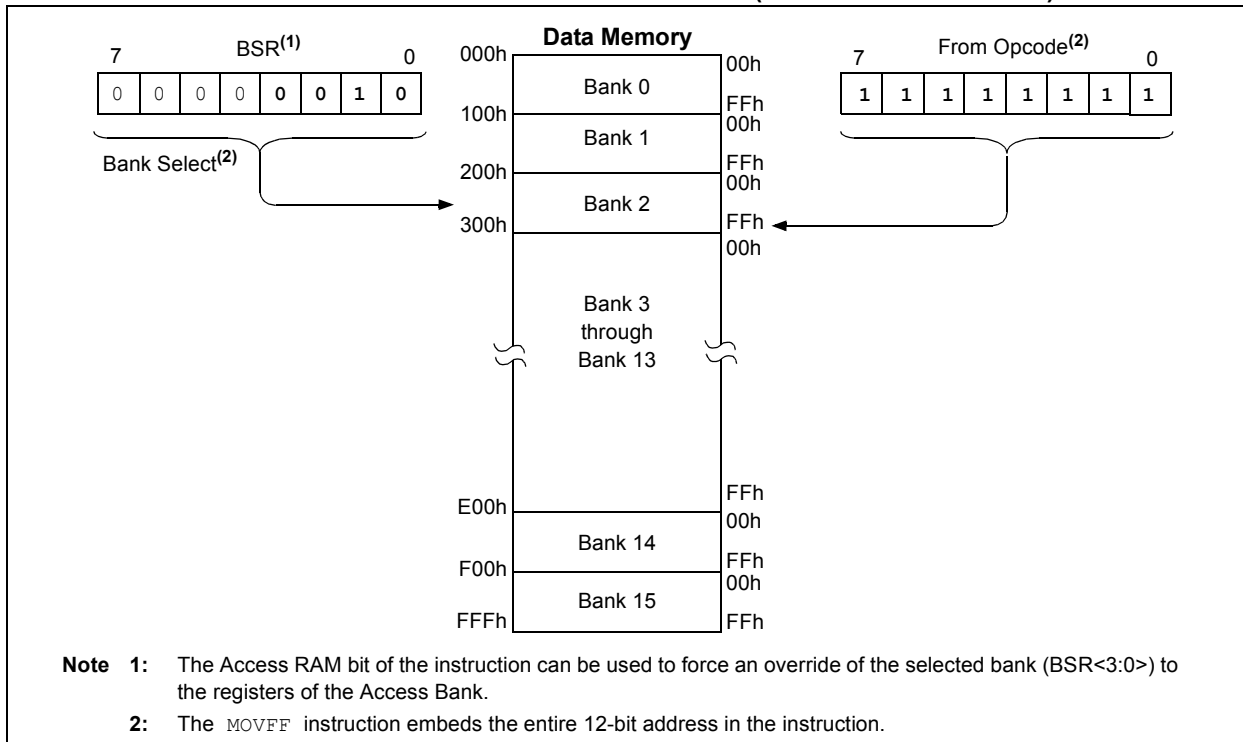 Data Memory
7 BSR(1) 0
0 0 0 0 0 0 1 0
Bank Select(2)
000h
Bank 0
00h
FFh
100h
Bank 1
00h
FFh
200h
Bank 2
00h
FFh
300h
Bank 3
through
Bank 13
00h
FFh
E00h
Bank 14
00h
FFh
F00h
Bank 15
00h
FFFh
FFh
7 From Opcode(2) 0
1 1 1 1 1 1 1 1
Note 1: The Access RAM bit of the instruction can be used to force an override of the selected bank (BSR<3:0>) to
the registers of the Access Bank.
2: The MOVFF instruction embeds the entire 12-bit address in the instruction.